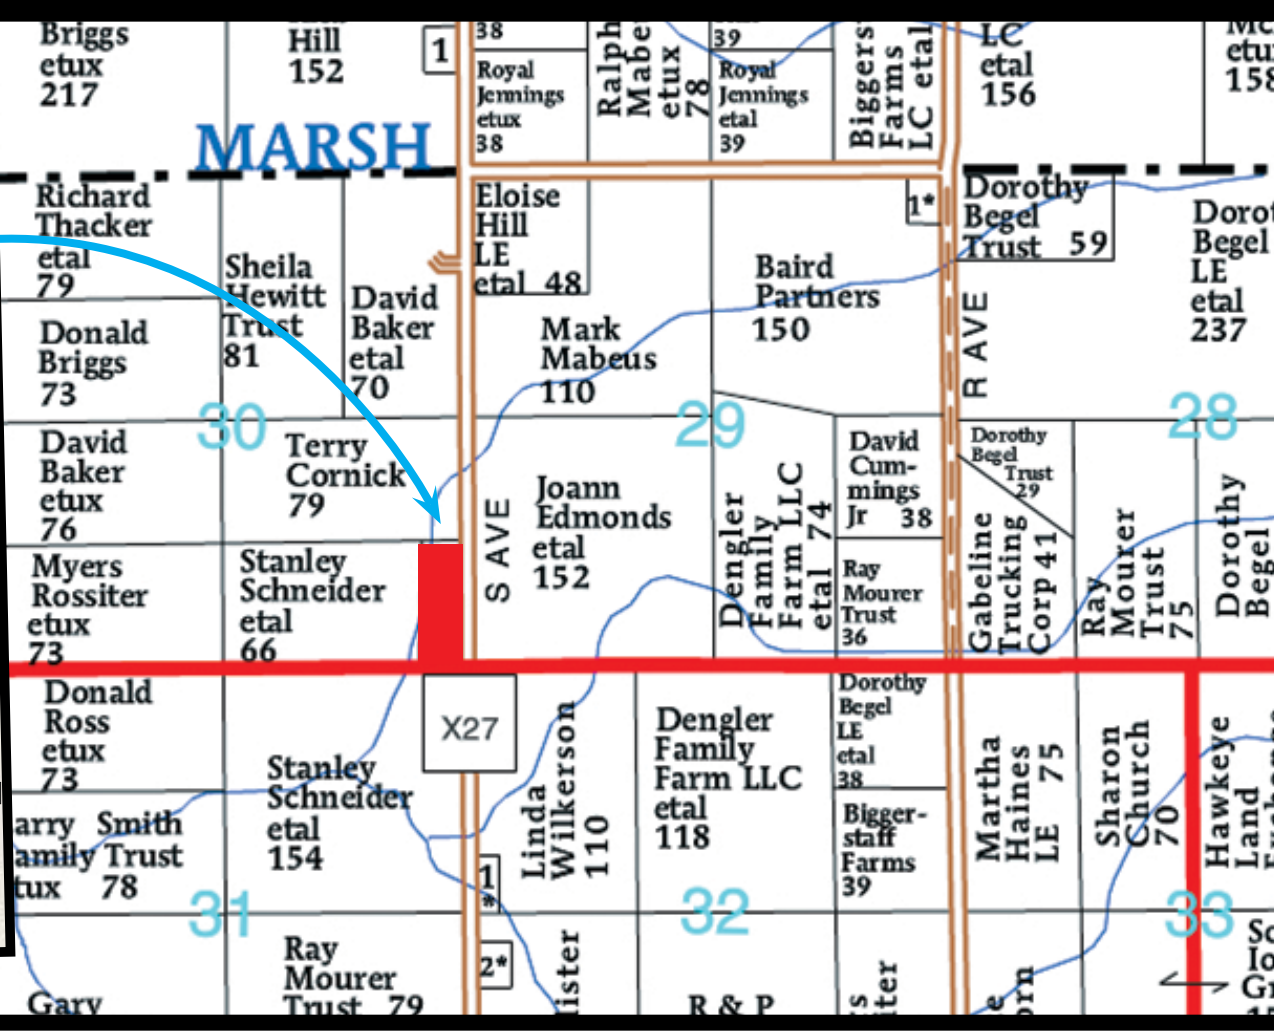 Briggs
etux
217
Hill
152
1
38
Royal
Jennings
etux
38
Ralph
etux
78
39
Royal
Jennings
etal
39
Biggers
Farms
LC etal
LC
etal
156
158
MARSH
Richard
Thacker
etal
79
Sheila
Hewitt
Trust
81
David
Baker
etal
70
Donald
Briggs
73
Eloise
Hill
LE
etal 48
Mark
Mabeus
110
Baird
Partners
150
1*
Dorothy
Begel
Trust 59
R AVE
Begel
LE
etal
237
30
29
28
David
Baker
etux
76
Terry
Cornick
79
S AVE
Joann
Edmonds
etal
152
Dengler
Family
Farm LLC
etal 74
David
Cum-
mings
Jr 38
Ray
Mourer
Trust
36
Dorothy
Begel
Trust
29
Gabeline
Trucking
Corp 41
Ray
Mourer
Trust
75
Dorothy
Begel
Myers
Rossiter
etux
73
Stanley
Schneider
etal
66
Donald
Ross
etux
73
Stanley
Schneider
etal
154
X27
Linda
Wilkerson
110
Dengler
Family
Farm LLC
etal
118
Dorothy
Begel
LE
etal
38
Bigger-
staff
Farms
39
Martha
Haines
LE 75
Sharon
Church
70
Hawkeye
Land
arry Smith
amily Trust
tux 78
31
32
33
1
*
2*
Ray
Mourer
Trust 79
Gary
lister
R & P